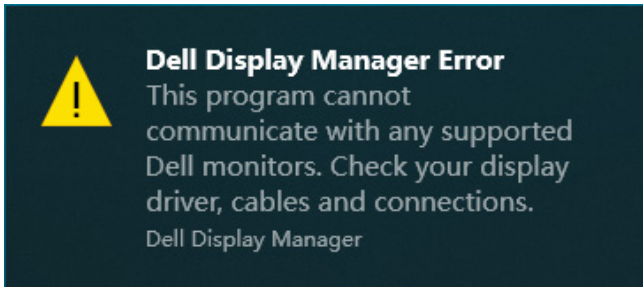 Dell Display Manager Error
This program cannot
communicate with any supported
Dell monitors. Check your display
driver, cables and connections.
Dell Display Manager